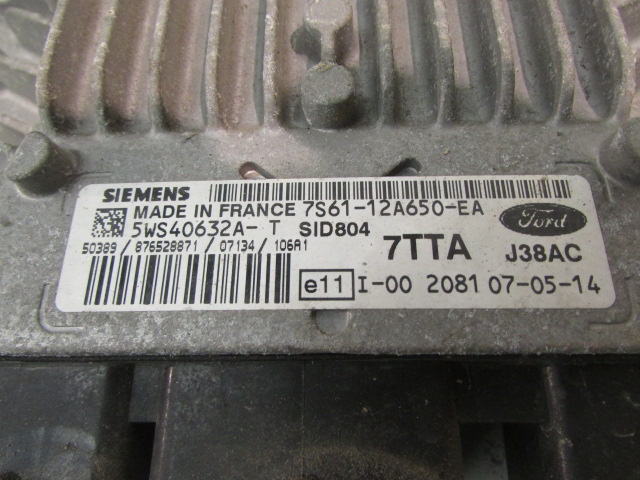 SIEMENS
MADE IN FRANCE 7S61-12A650-EA
5WS40632A- T SID804
Ford
50389 / 876528871 / 07134 / 106A1
7TTA J38AC
e11 I-00 2081 07-05-14